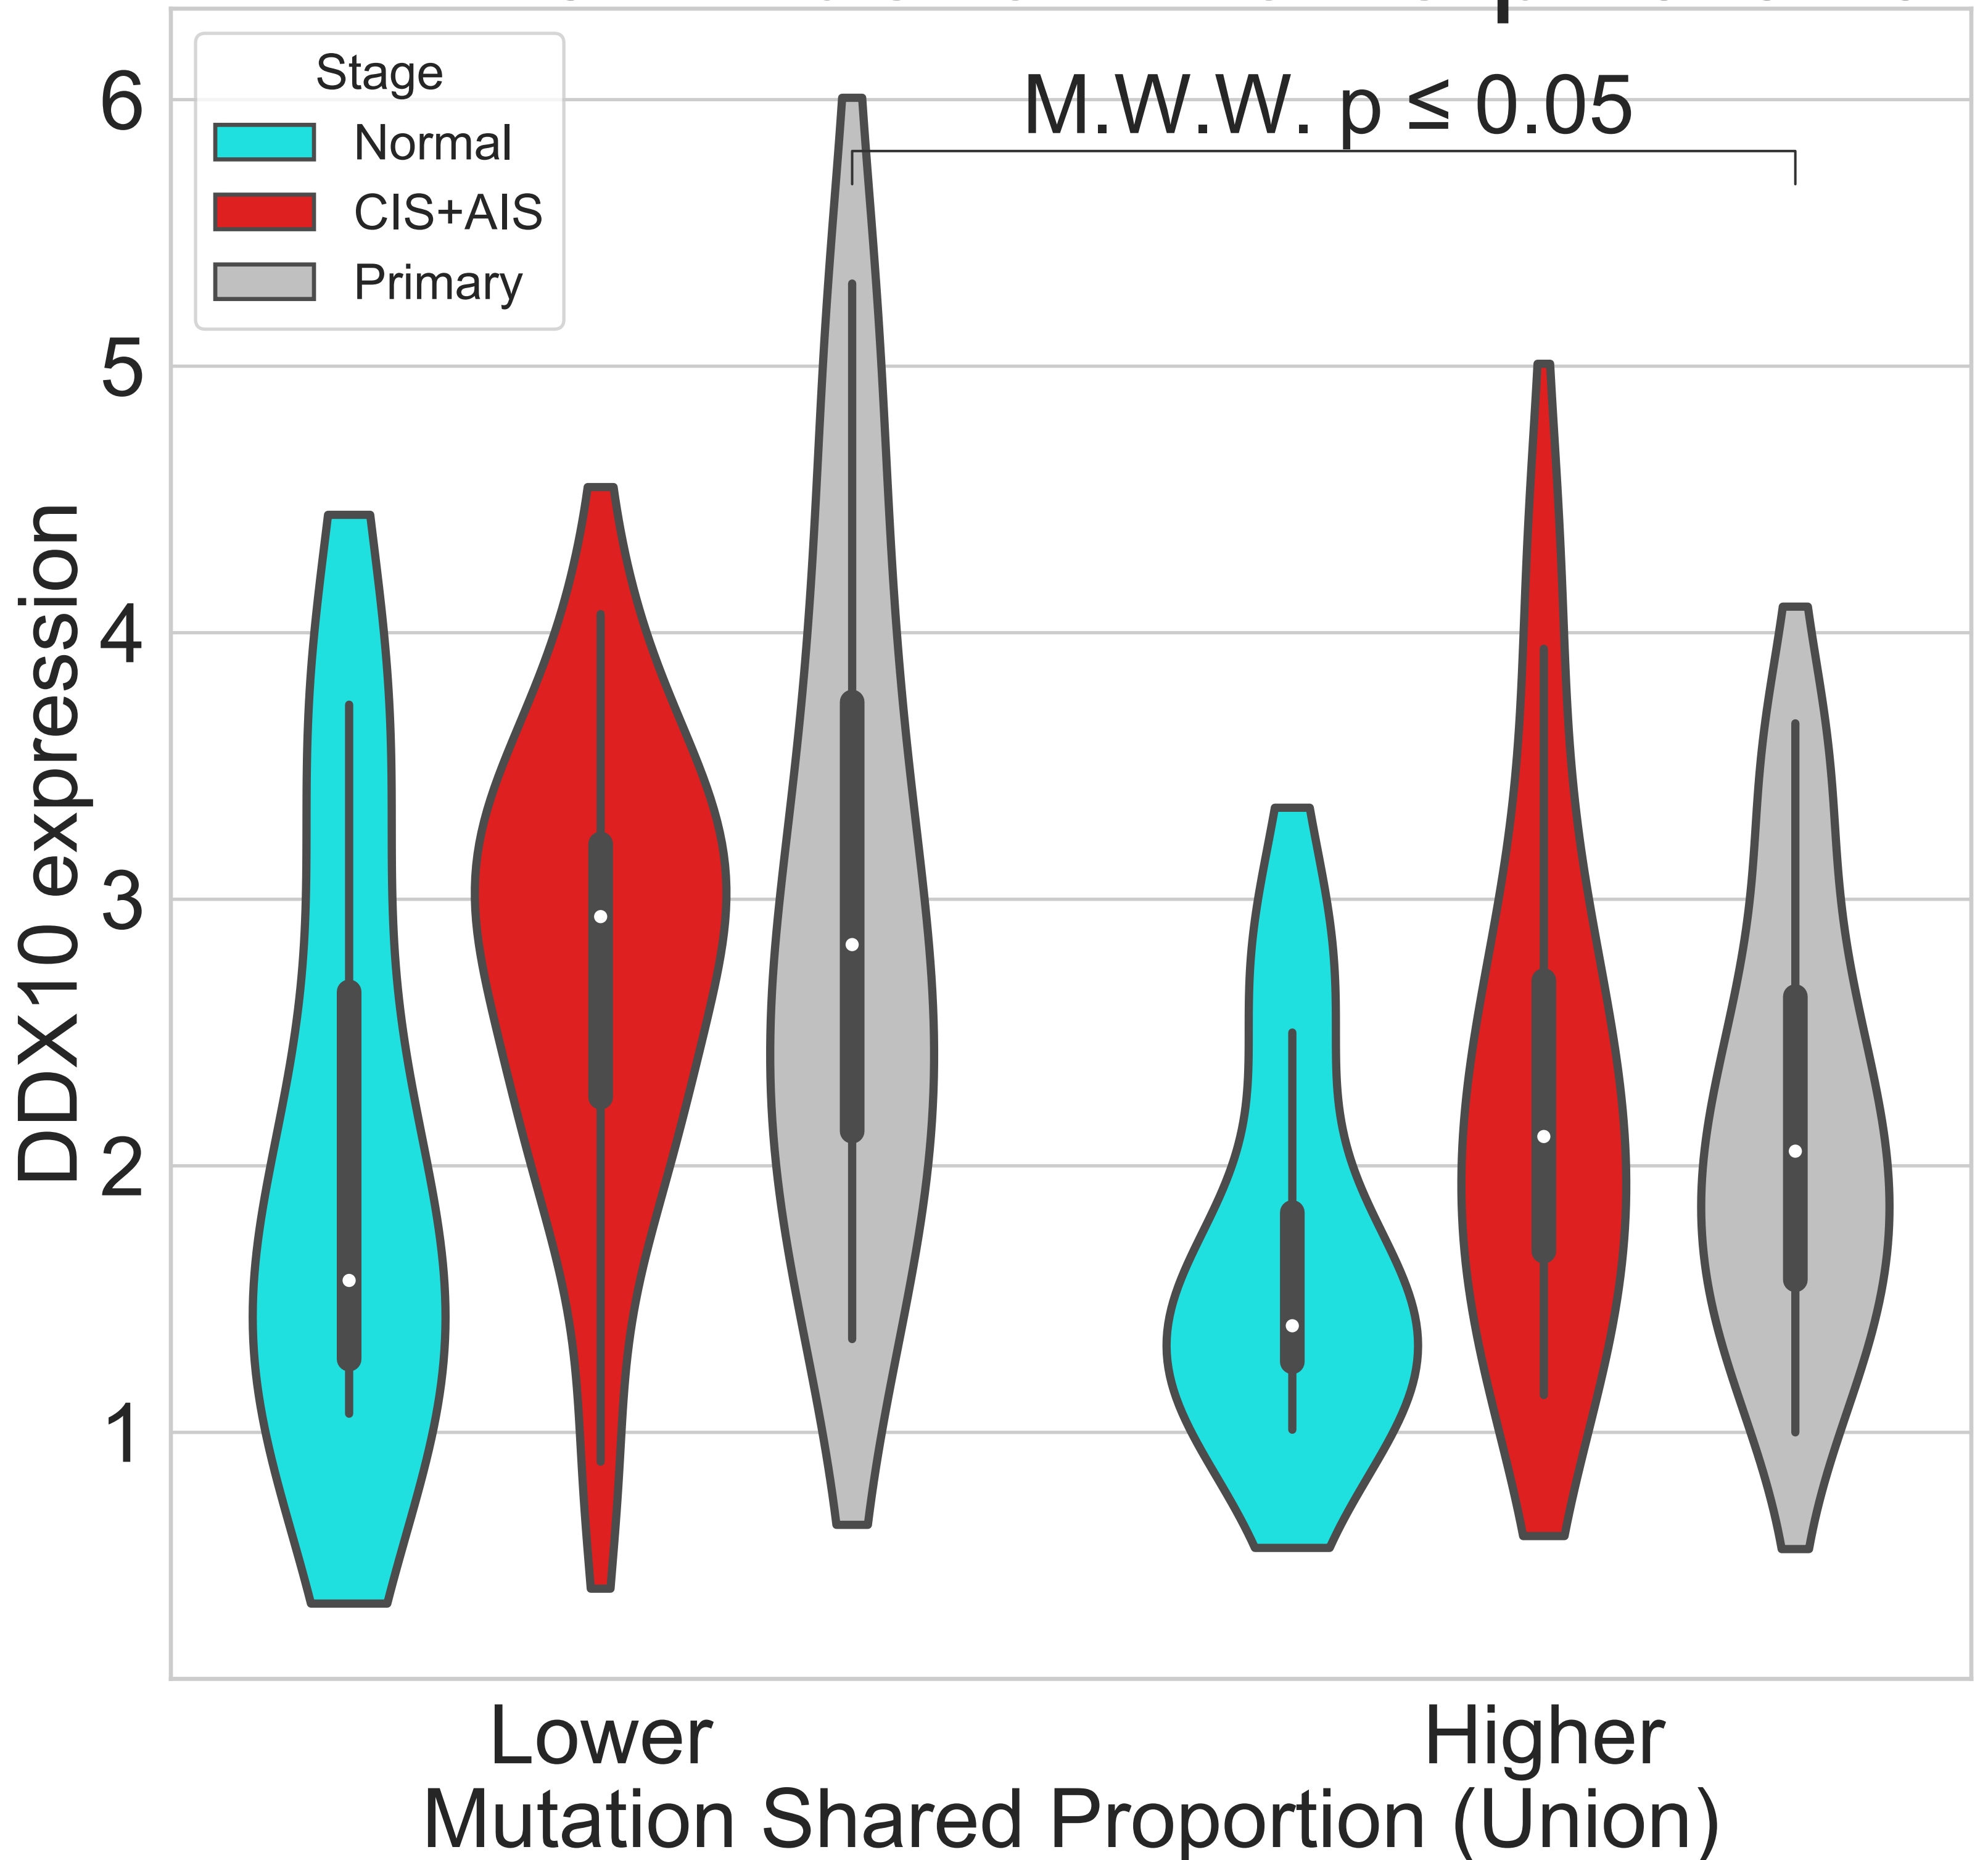 Stage
Normal
CIS+AIS
Primary
M.W.W. p ≤ 0.05
6
5
4
3
2
1
DDX10 expression
Lower
Higher
Mutation Shared Proportion (Union)